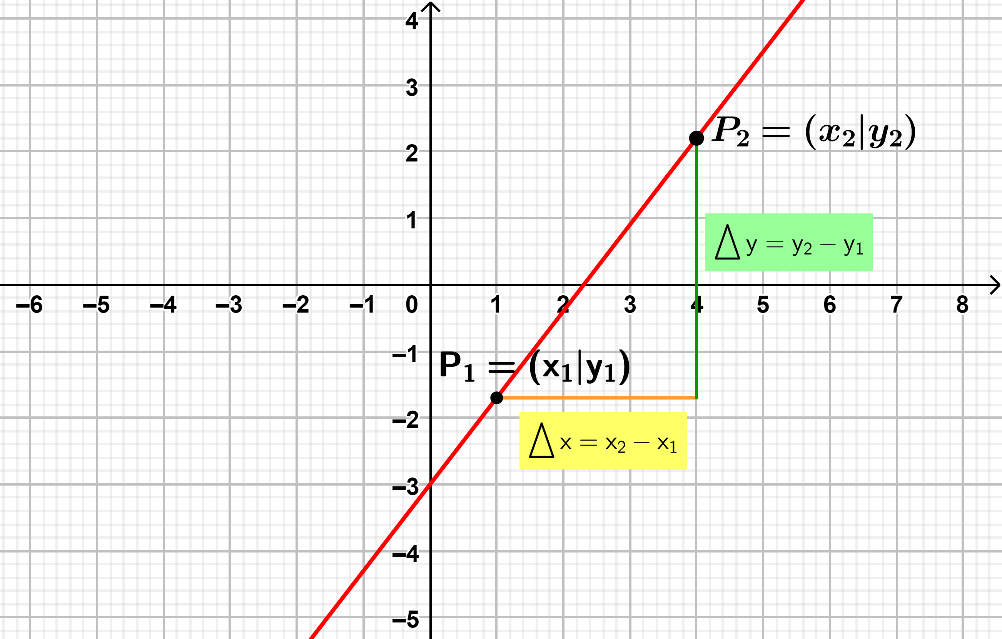 4
3
P₂ = (x₂|y₂)
2
1
△ y = y₂ − y₁
−6 −5 −4 −3 −2 −1 0 1 2 3 4 5 6 7 8
−1
P₁ = (x₁|y₁)
−2
△ x = x₂ − x₁
−3
−4
−5